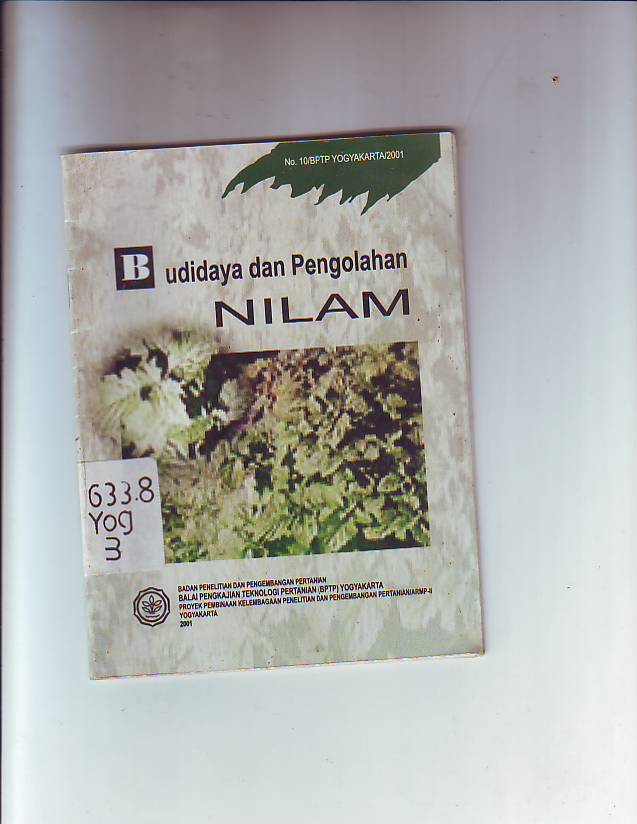 No. 10/BPTP YOGYAKARTA/2001
Budidaya dan Pengolahan
NILAM
633.8
Yog
B
BADAN PENELITIAN DAN PENGEMBANGAN PERTANIAN
BALAI PENGKAJIAN TEKNOLOGI PERTANIAN (BPTP) YOGYAKARTA
PROYEK PEMBINAAN KELEMBAGAAN PENELITIAN DAN PENGEMBANGAN PERTANIAN/ARMP-II
YOGYAKARTA
2001